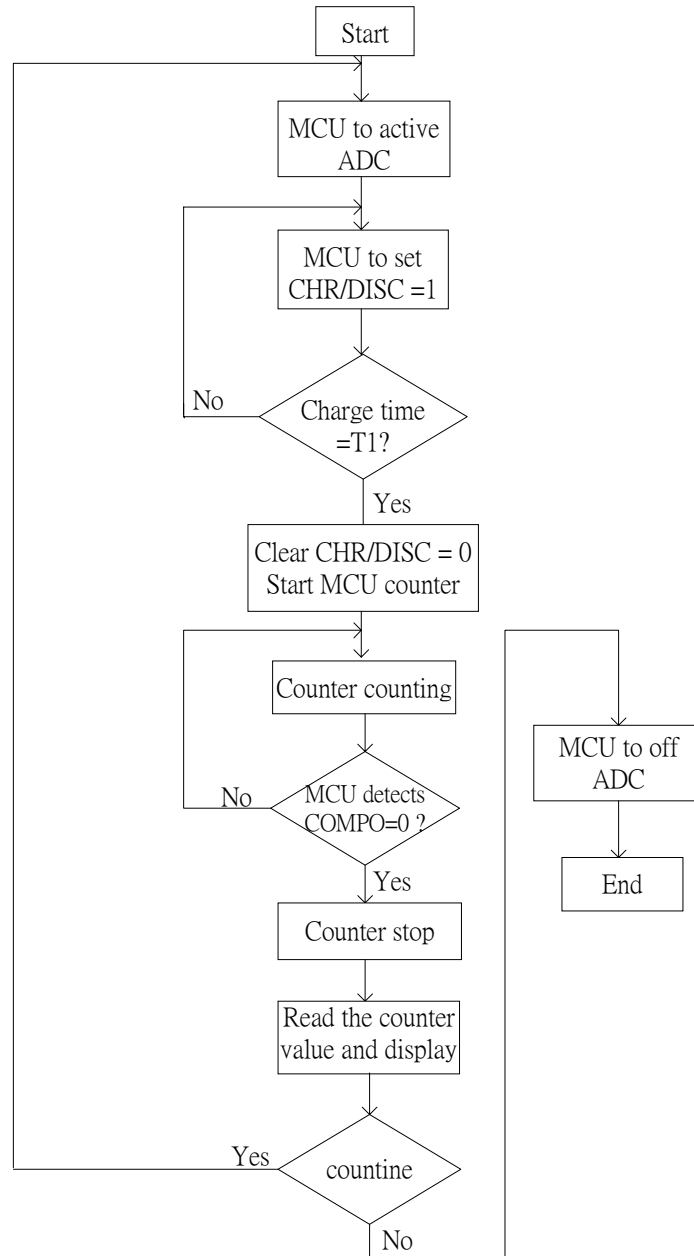 Start
MCU to active
ADC
MCU to set
CHR/DISC =1
No
Charge time
=T1?
Yes
Clear CHR/DISC = 0
Start MCU counter
Counter counting
No
MCU detects
COMPO=0 ?
Yes
Counter stop
Read the counter
value and display
Yes
countine
No
MCU to off
ADC
End